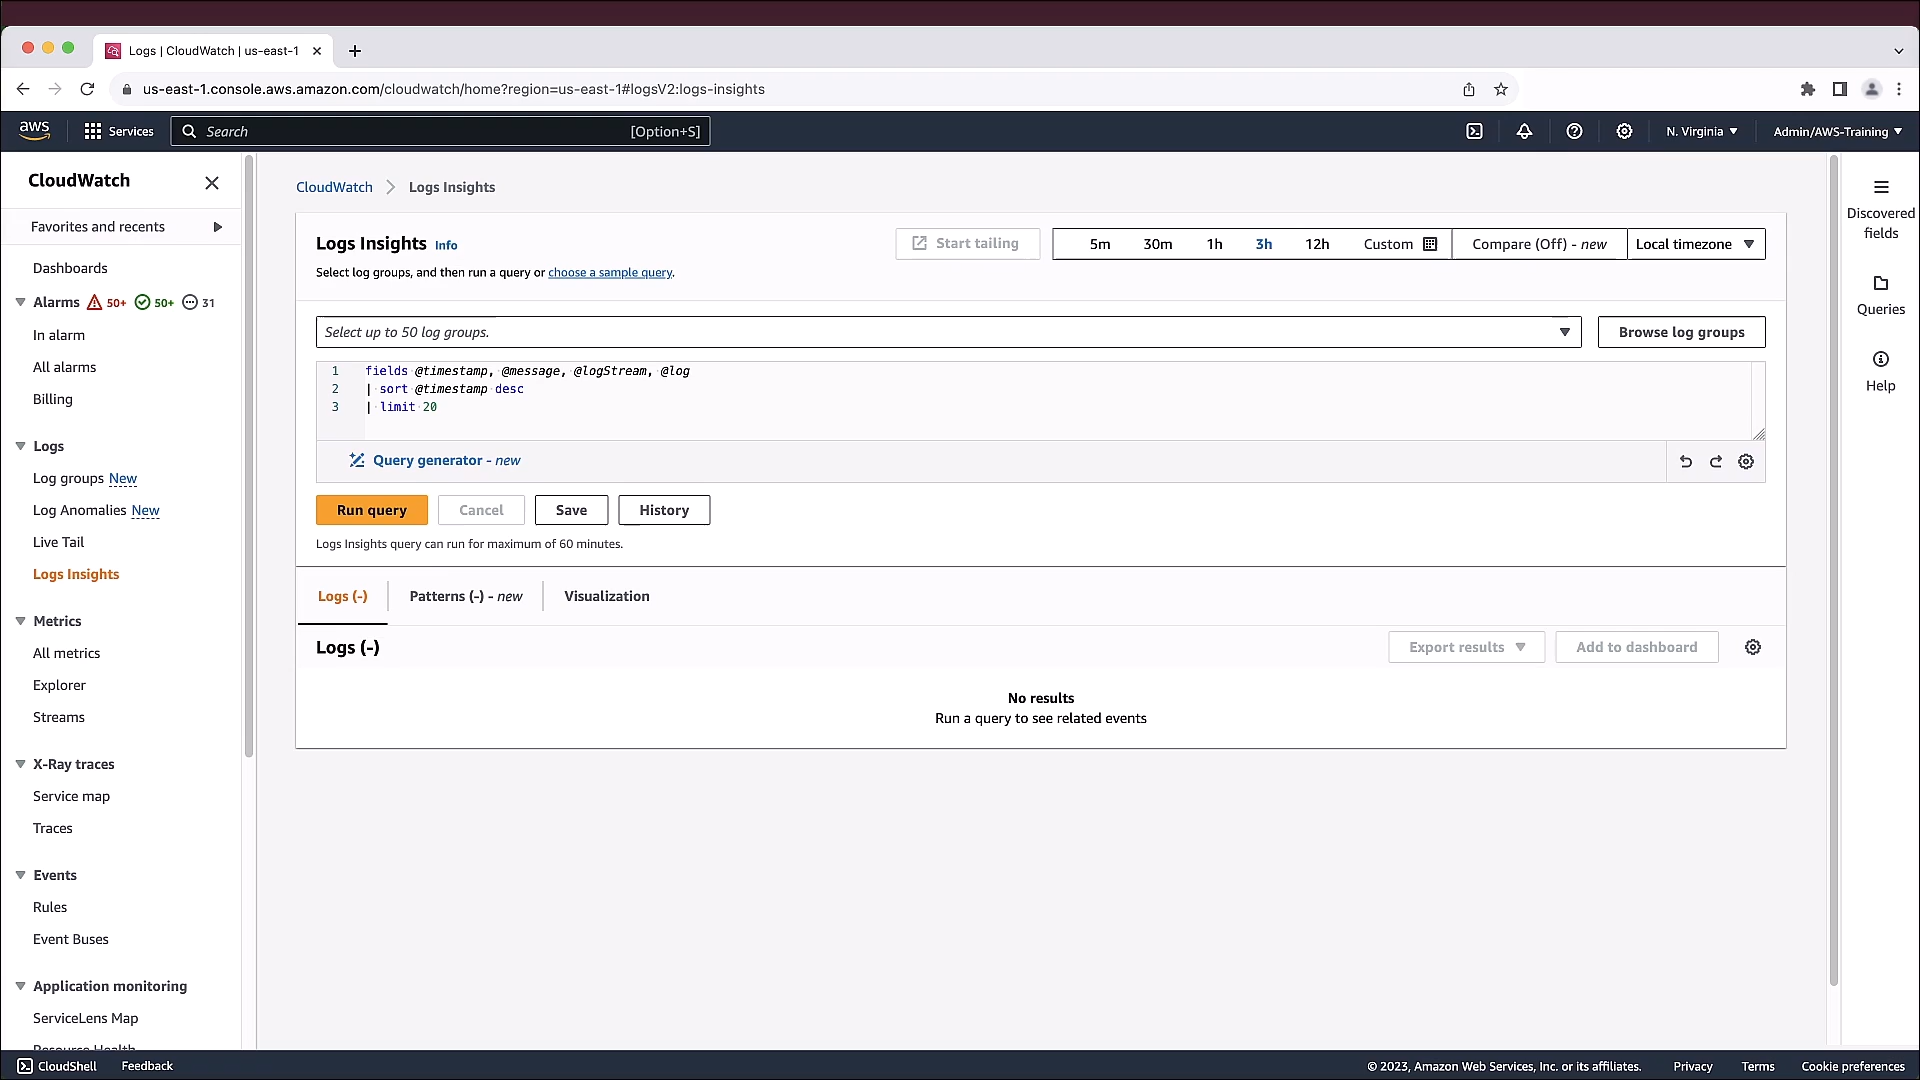 Logs | CloudWatch | us-east-1
us-east-1.console.aws.amazon.com/cloudwatch/home?region=us-east-1#logsV2:logs-insights
aws
Services
Search
[Option+S]
N. Virginia
Admin/AWS-Training
CloudWatch
Favorites and recents
Dashboards
Alarms 50+ 50+ 31
In alarm
All alarms
Billing
Logs
Log groups New
Log Anomalies New
Live Tail
Logs Insights
Metrics
All metrics
Explorer
Streams
X-Ray traces
Service map
Traces
Events
Rules
Event Buses
Application monitoring
ServiceLens Map
Resource Health
CloudWatch
Logs Insights
Logs Insights Info
Select log groups, and then run a query or choose a sample query.
Start tailing
5m 30m 1h 3h 12h Custom
Compare (Off) - new
Local timezone
Select up to 50 log groups.
Browse log groups
1 fields @timestamp, @message, @logStream, @log
2 | sort @timestamp desc
3 | limit 20
Query generator - new
Run query
Cancel
Save
History
Logs Insights query can run for maximum of 60 minutes.
Logs (-)
Patterns (-) - new
Visualization
Logs (-)
Export results
Add to dashboard
No results
Run a query to see related events
Discovered
fields
Queries
Help
CloudShell
Feedback
© 2023, Amazon Web Services, Inc. or its affiliates.
Privacy
Terms
Cookie preferences